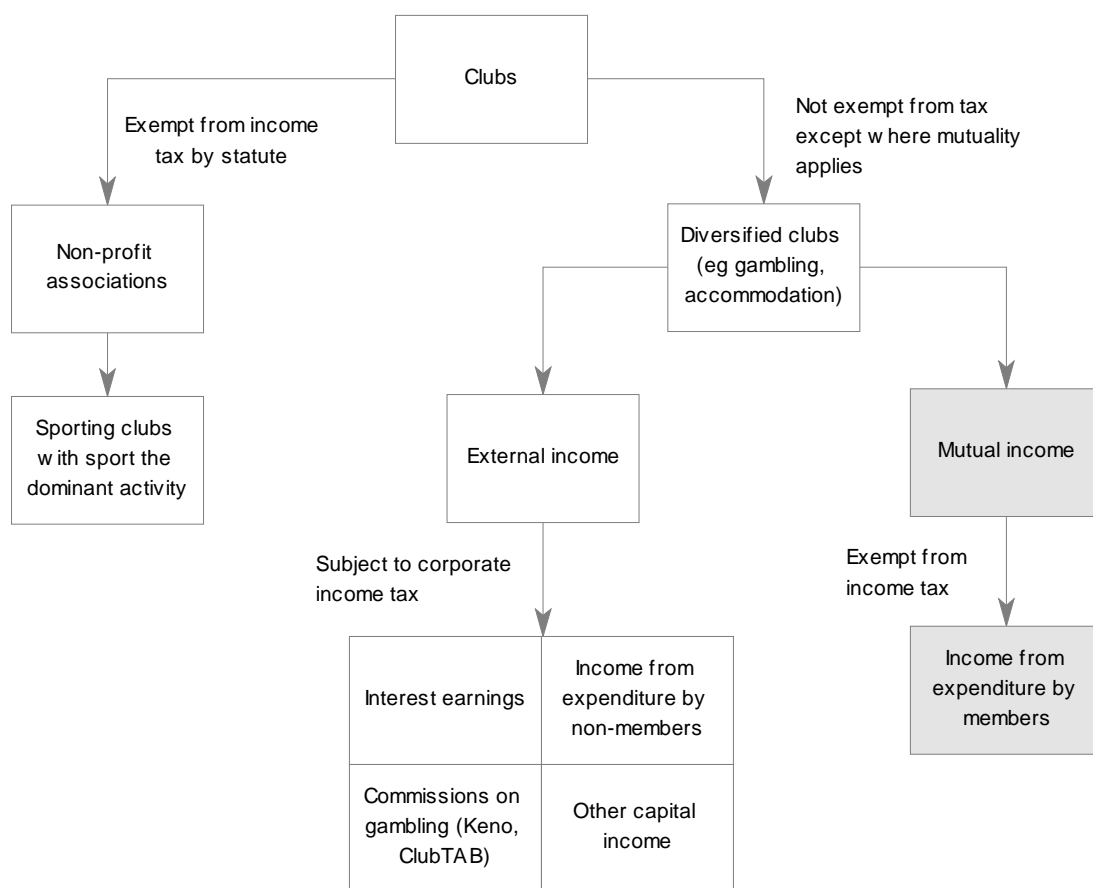 Clubs
Exempt from income
tax by statute
Not exempt from tax
except w here mutuality
applies
Non-profit
associations
Diversified clubs
(eg gambling,
accommodation)
Sporting clubs
w ith sport the
dominant activity
External income
Mutual income
Subject to corporate
income tax
Exempt from
income tax
Interest earnings
Income from
expenditure by
non-members
Income from
expenditure by
members
Commissions on
gambling (Keno,
ClubTAB)
Other capital
income